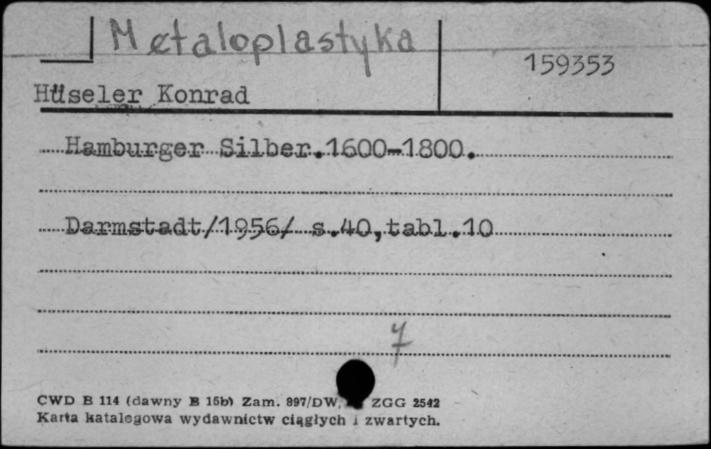 Metaloplastyka
159353
Hüseler Konrad
Hamburger Silber.1600-1800.
Darmstadt/1956/ s.40,tabl.10
7
CWD B 114 (dawny B 15b) Zam. 897/DW, ZGG 2542
Karta katalogowa wydawnictw ciągłych i zwartych.